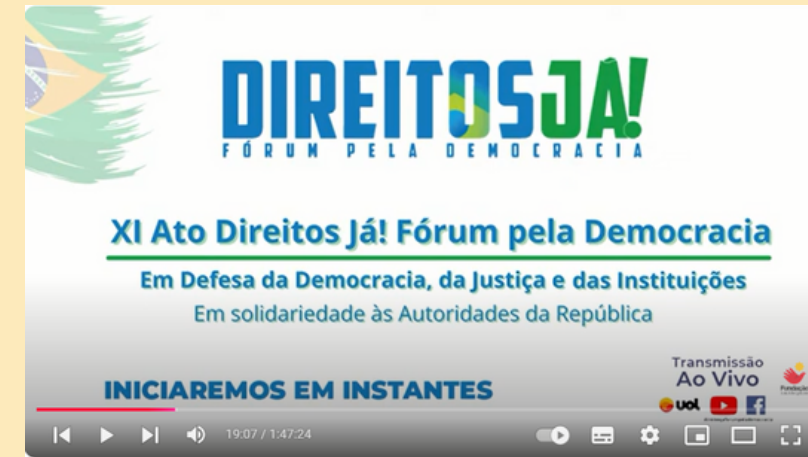 DIREITOSJÁ!
FÓRUM PELA DEMOCRACIA
XI Ato Direitos Já! Fórum pela Democracia
Em Defesa da Democracia, da Justiça e das Instituições
Em solidariedade às Autoridades da República
INICIAREMOS EM INSTANTES
Transmissão
Ao Vivo
uol
19:07 / 1:47:24